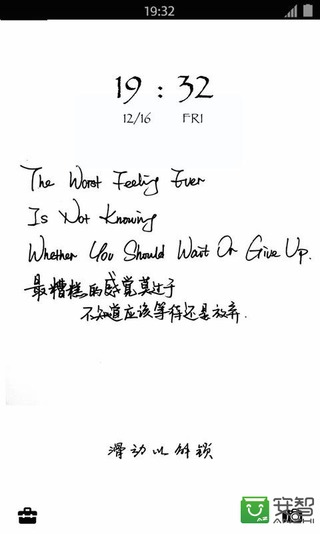 19:32
19 : 32
12/16 FRI
The Worst Feeling Ever
Is Not Knowing
Whether You Should Wait Or Give Up.
最糟糕的感觉莫过于
不知道应该等待还是放弃.
滑动以解锁
安智